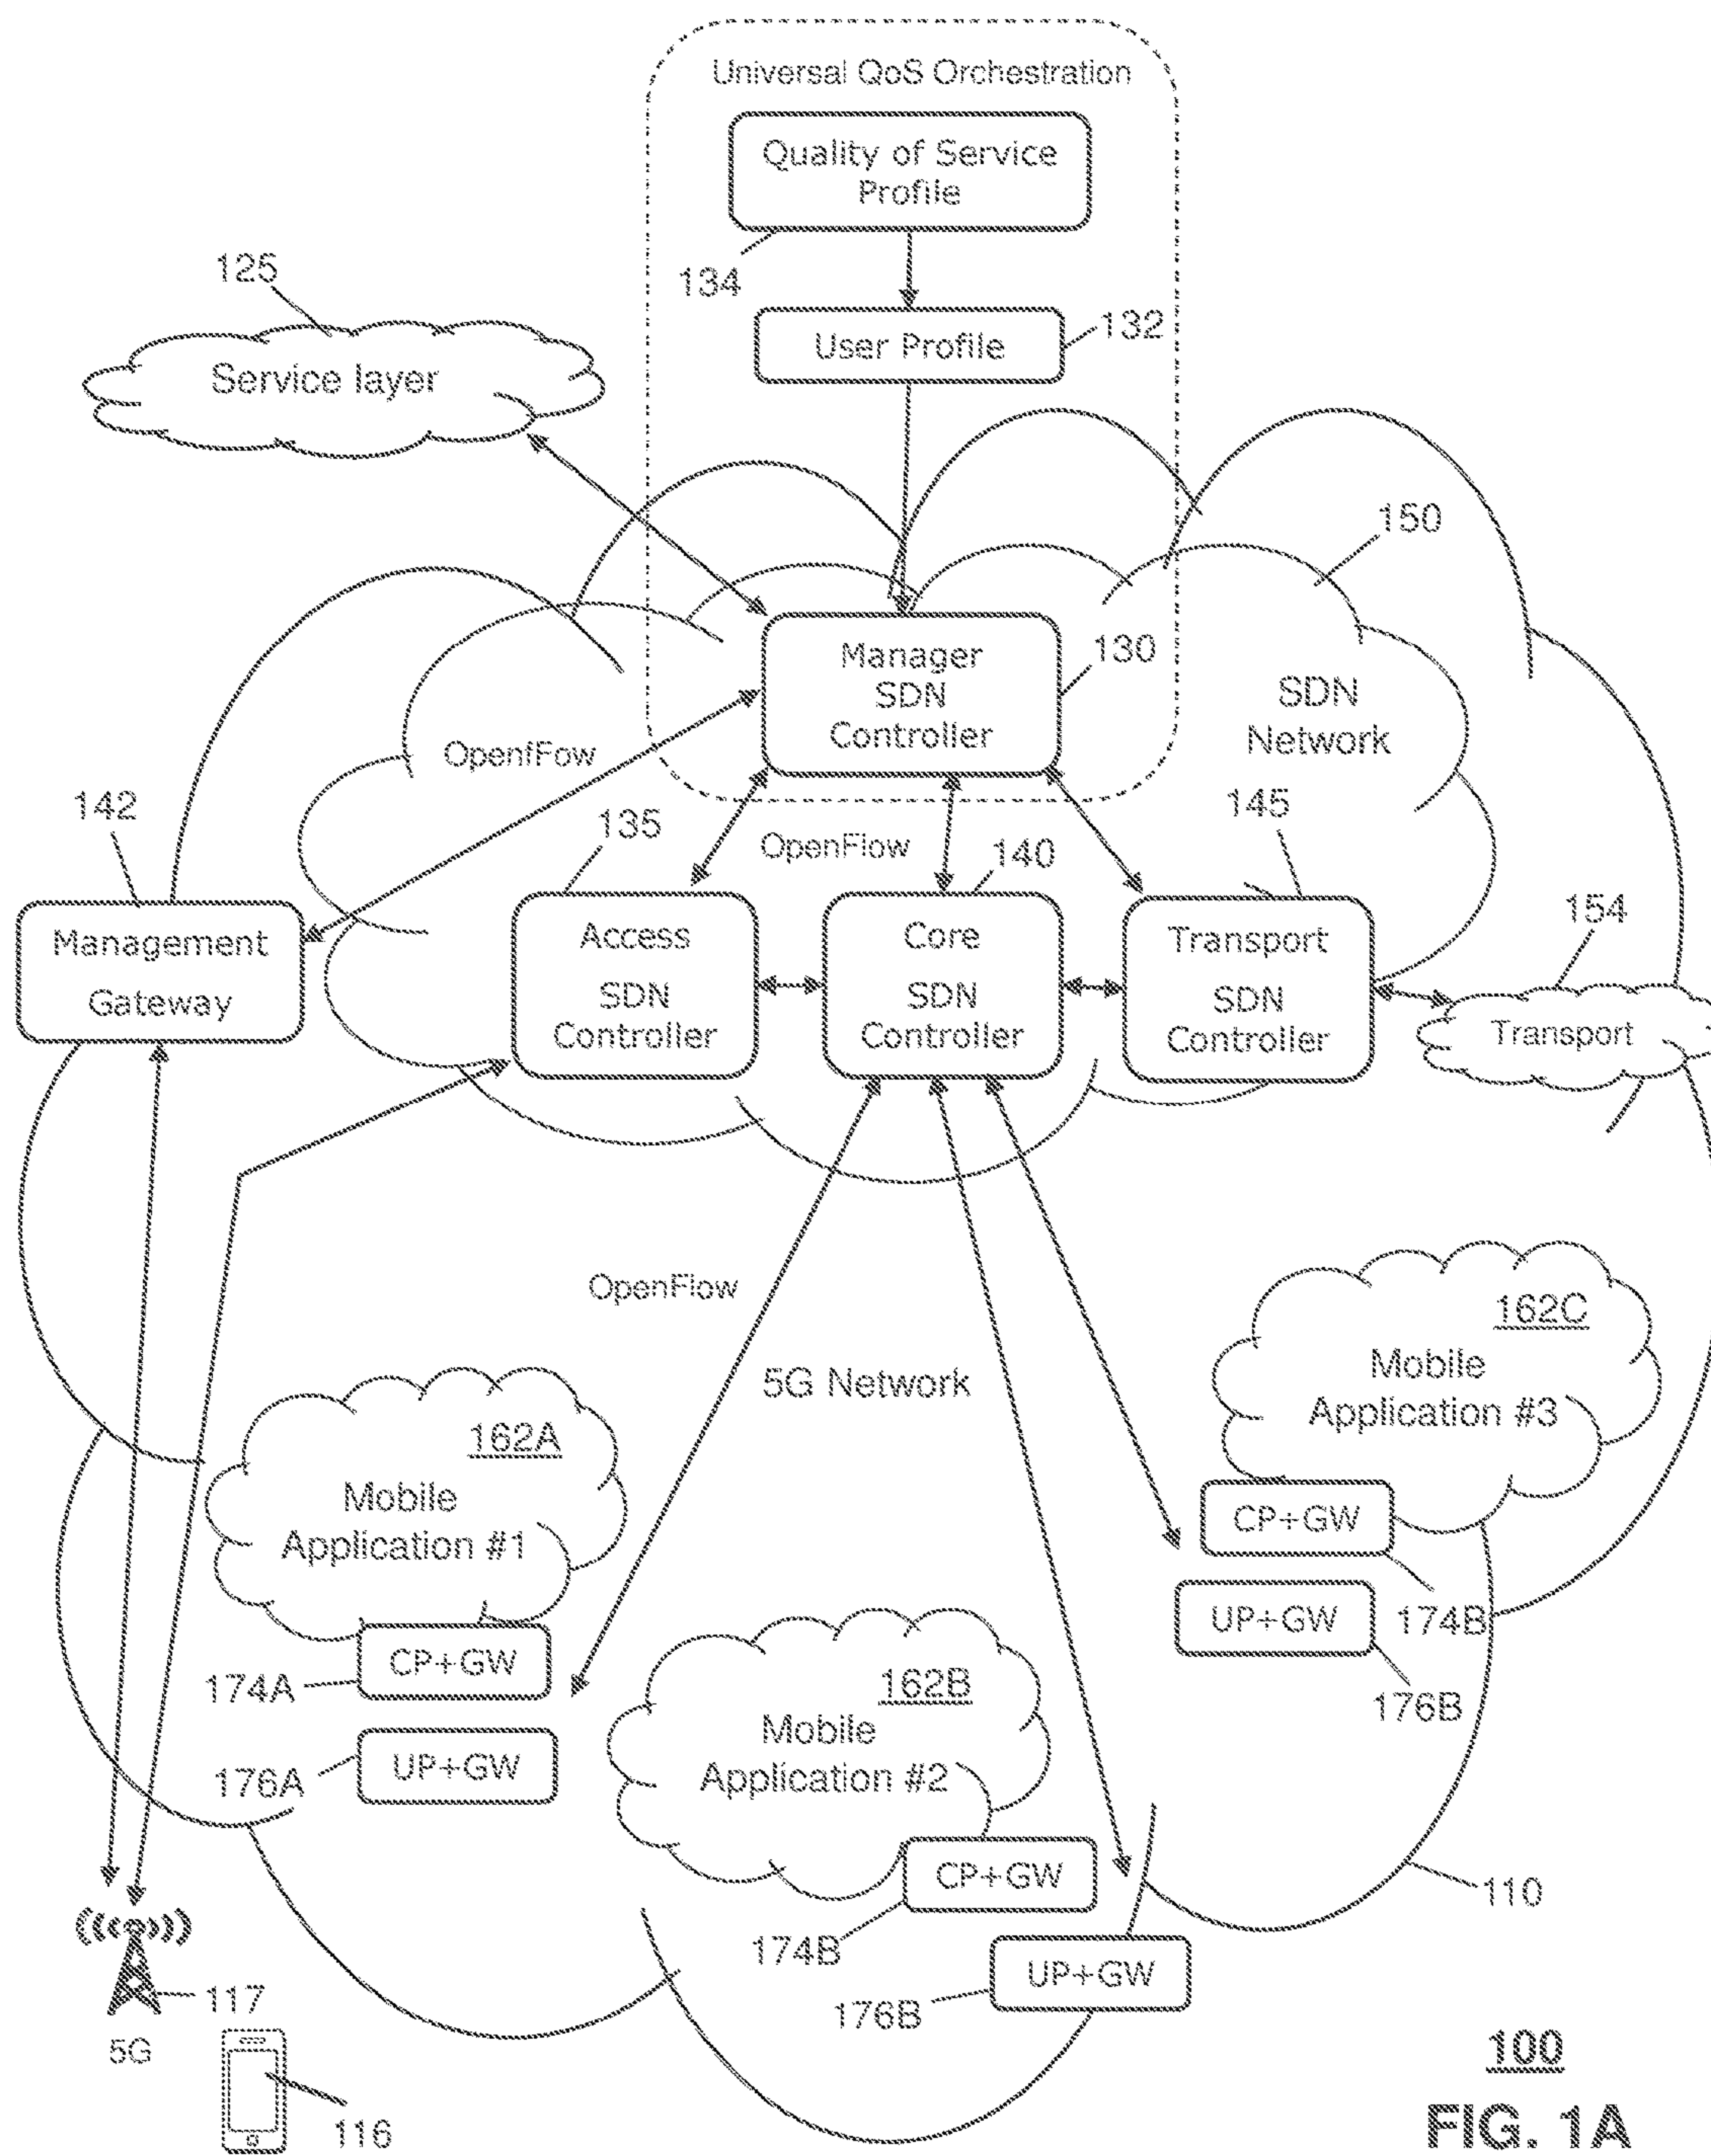 Universal QoS Orchestration
Quality of Service
Profile
134
125
132
User Profile
Service layer
150
Manager
SDN
Controller
130
SDN
Network
OpenfFow
142
135
OpenFlow
140
145
154
Management
Gateway
Access
SDN
Controller
Core
SDN
Controller
Transport
SDN
Controller
Transport
OpenFlow
5G Network
162C
Mobile
Application #3
162A
Mobile
Application #1
CP+GW
174B
UP+GW
176B
CP+GW
174A
UP+GW
176A
162B
Mobile
Application #2
CP+GW
174B
UP+GW
176B
110
117
5G
116
100
FIG. 1A